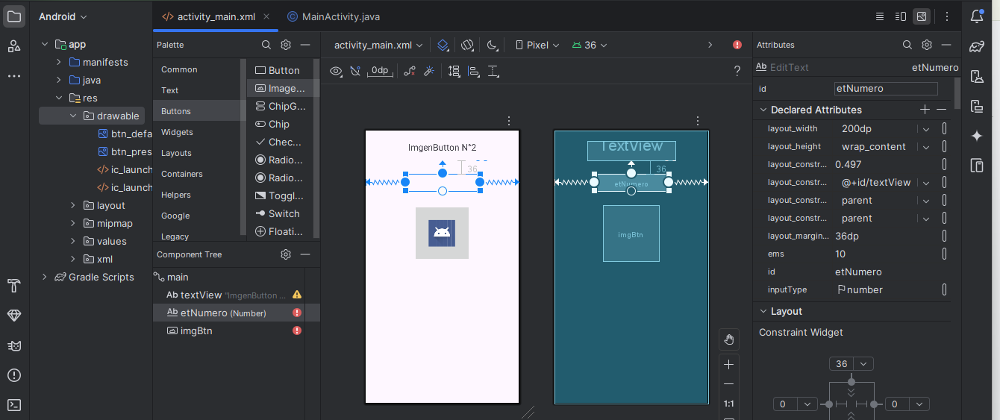 Android
activity_main.xml
MainActivity.java
app
manifests
java
res
drawable
btn_defa
btn_pres
ic_launch
ic_launch
layout
mipmap
values
xml
Gradle Scripts
Palette
Common
Text
Buttons
Widgets
Layouts
Containers
Helpers
Google
Legacy
Button
Image...
ChipG...
Chip
Chec...
Radio...
Radio...
Toggl...
Switch
Floati...
Component Tree
main
Ab textView "ImgenButton ...
Ab etNumero (Number)
imgBtn
activity_main.xml
Pixel
36
0dp
?
ImgenButton N°2
36
TextView
36
etNumero
imgBtn
1:1
Attributes
Ab EditText etNumero
id etNumero
Declared Attributes
layout_width 200dp
layout_height wrap_content
layout_constr... 0.497
layout_constr... @+id/textView
layout_constr... parent
layout_constr... parent
layout_margin... 36dp
ems 10
id etNumero
inputType number
Layout
Constraint Widget
36
0
0